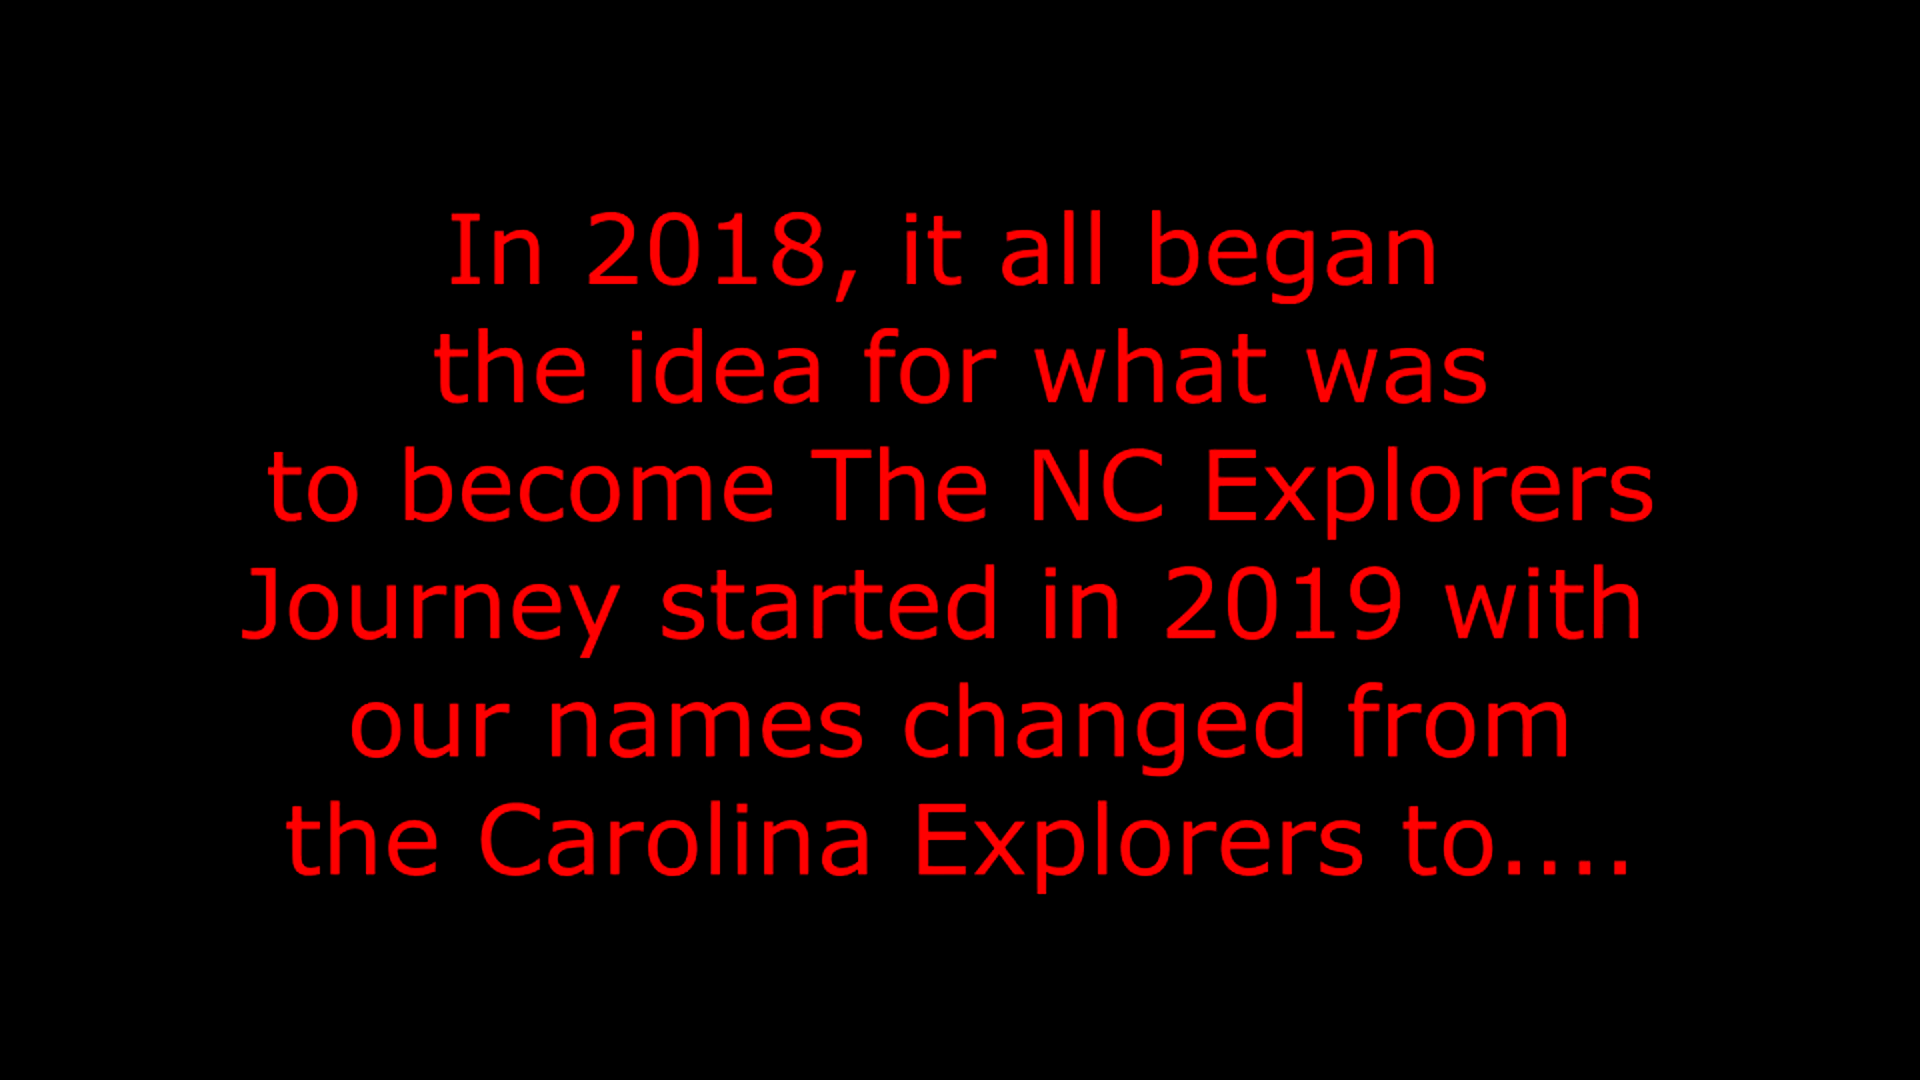 In 2018, it all began
the idea for what was
to become The NC Explorers
Journey started in 2019 with
our names changed from
the Carolina Explorers to....